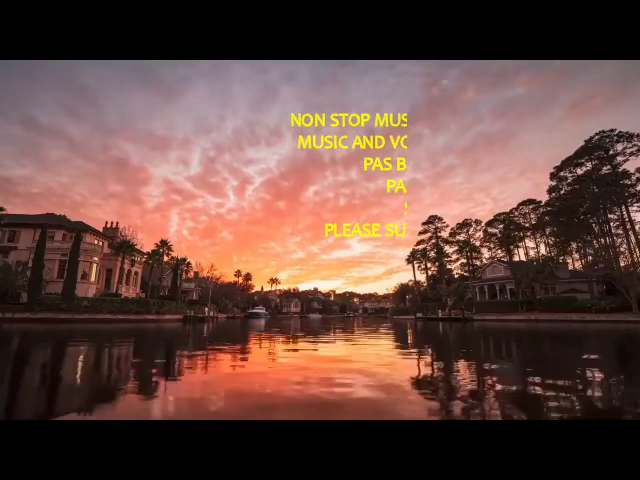 NON STOP MUS
MUSIC AND VO
PAS B
PA
PLEASE SU